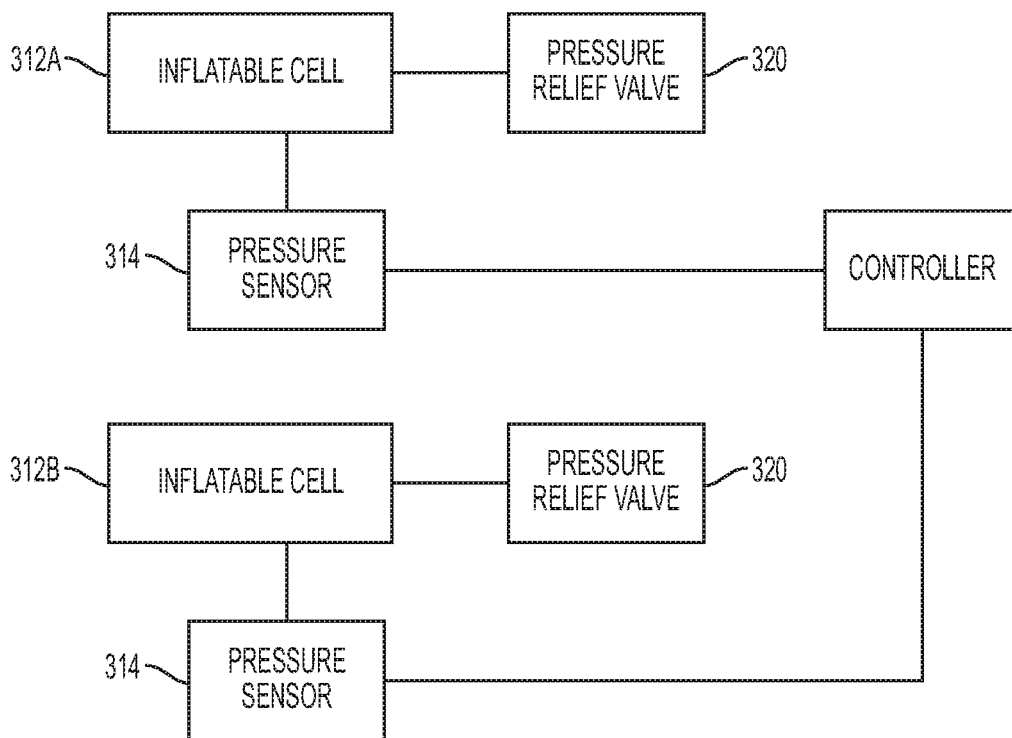 312A
INFLATABLE CELL
PRESSURE
RELIEF VALVE
320
314
PRESSURE
SENSOR
CONTROLLER
312B
INFLATABLE CELL
PRESSURE
RELIEF VALVE
320
314
PRESSURE
SENSOR